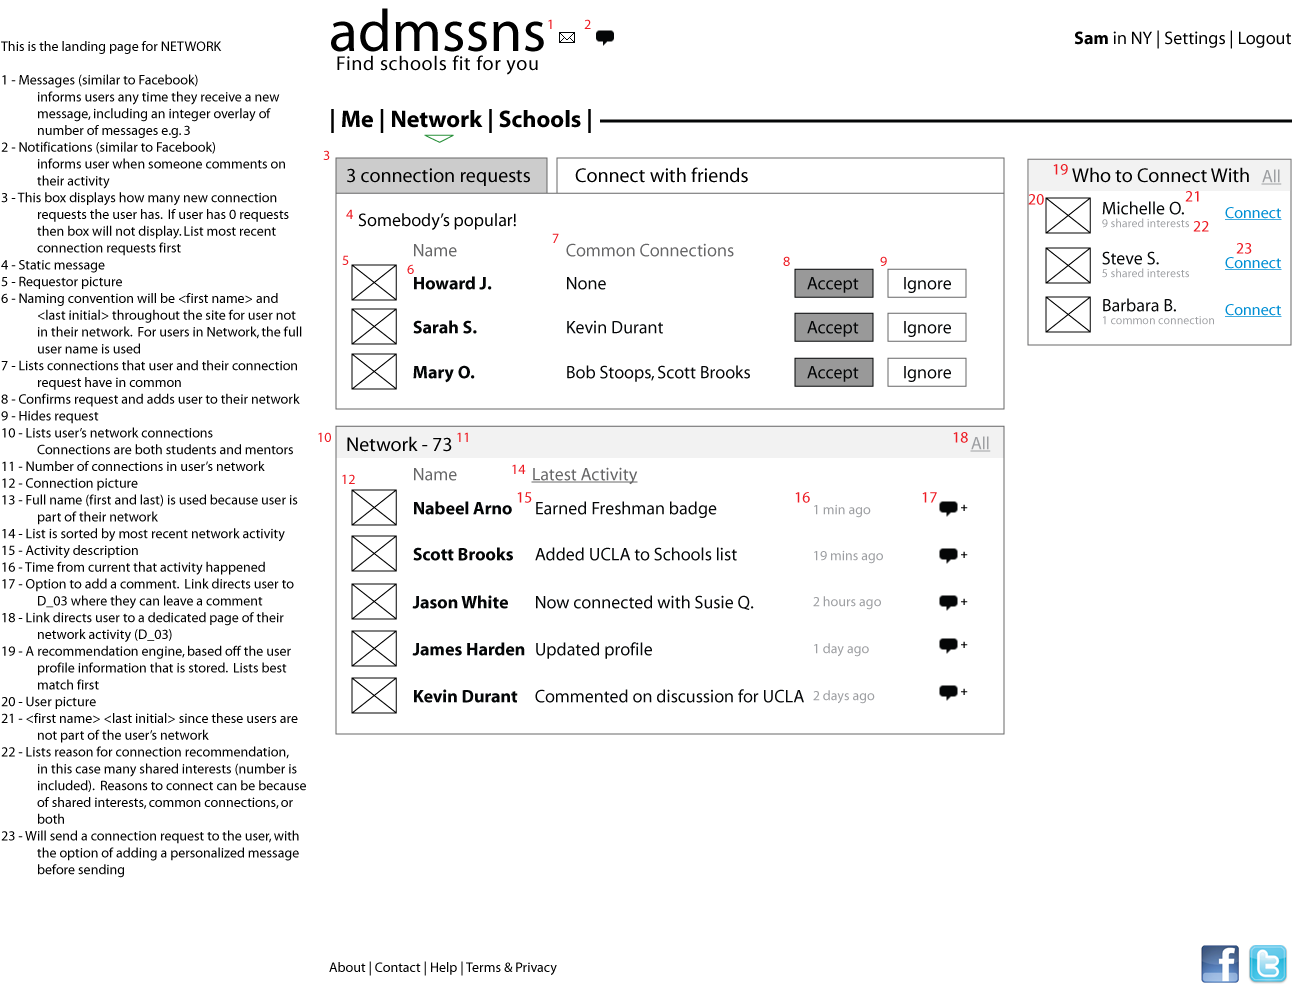 This is the landing page for NETWORK
1 - Messages (similar to Facebook)
informs users any time they receive a new
message, including an integer overlay of
number of messages e.g. 3
2 - Notifications (similar to Facebook)
informs user when someone comments on
their activity
3 - This box displays how many new connection
requests the user has. If user has 0 requests
then box will not display. List most recent
connection requests first
4 - Static message
5 - Requestor picture
6 - Naming convention will be <first name> and
<last initial> throughout the site for user not
in their network. For users in Network, the full
user name is used
7 - Lists connections that user and their connection
request have in common
8 - Confirms request and adds user to their network
9 - Hides request
10 - Lists user's network connections
Connections are both students and mentors
11 - Number of connections in user's network
12 - Connection picture
13 - Full name (first and last) is used because user is
part of their network
14 - List is sorted by most recent network activity
15 - Activity description
16 - Time from current that activity happened
17 - Option to add a comment. Link directs user to
D_03 where they can leave a comment
18 - Link directs user to a dedicated page of their
network activity (D_03)
19 - A recommendation engine, based off the user
profile information that is stored. Lists best
match first
20 - User picture
21 - <first name> <last initial> since these users are
not part of the user's network
22 - Lists reason for connection recommendation,
in this case many shared interests (number is
included). Reasons to connect can be because
of shared interests, common connections, or
both
23 - Will send a connection request to the user, with
the option of adding a personalized message
before sending
admssns 1 2
Find schools fit for you
Sam in NY | Settings | Logout
| Me | Network | Schools |
3 3 connection requests Connect with friends
4 Somebody's popular!
Name 7 Common Connections
5 6 Howard J. None 8 Accept 9 Ignore
Sarah S. Kevin Durant Accept Ignore
Mary O. Bob Stoops, Scott Brooks Accept Ignore
10 Network - 73 11 18 All
Name 14 Latest Activity
12 Nabeel Arno 15 Earned Freshman badge 16 1 min ago 17 +
Scott Brooks Added UCLA to Schools list 19 mins ago +
Jason White Now connected with Susie Q. 2 hours ago +
James Harden Updated profile 1 day ago +
Kevin Durant Commented on discussion for UCLA 2 days ago +
19 Who to Connect With All
20 Michelle O. 21 Connect
9 shared interests 22
Steve S. 23 Connect
5 shared interests
Barbara B. Connect
1 common connection
About | Contact | Help | Terms & Privacy
f t